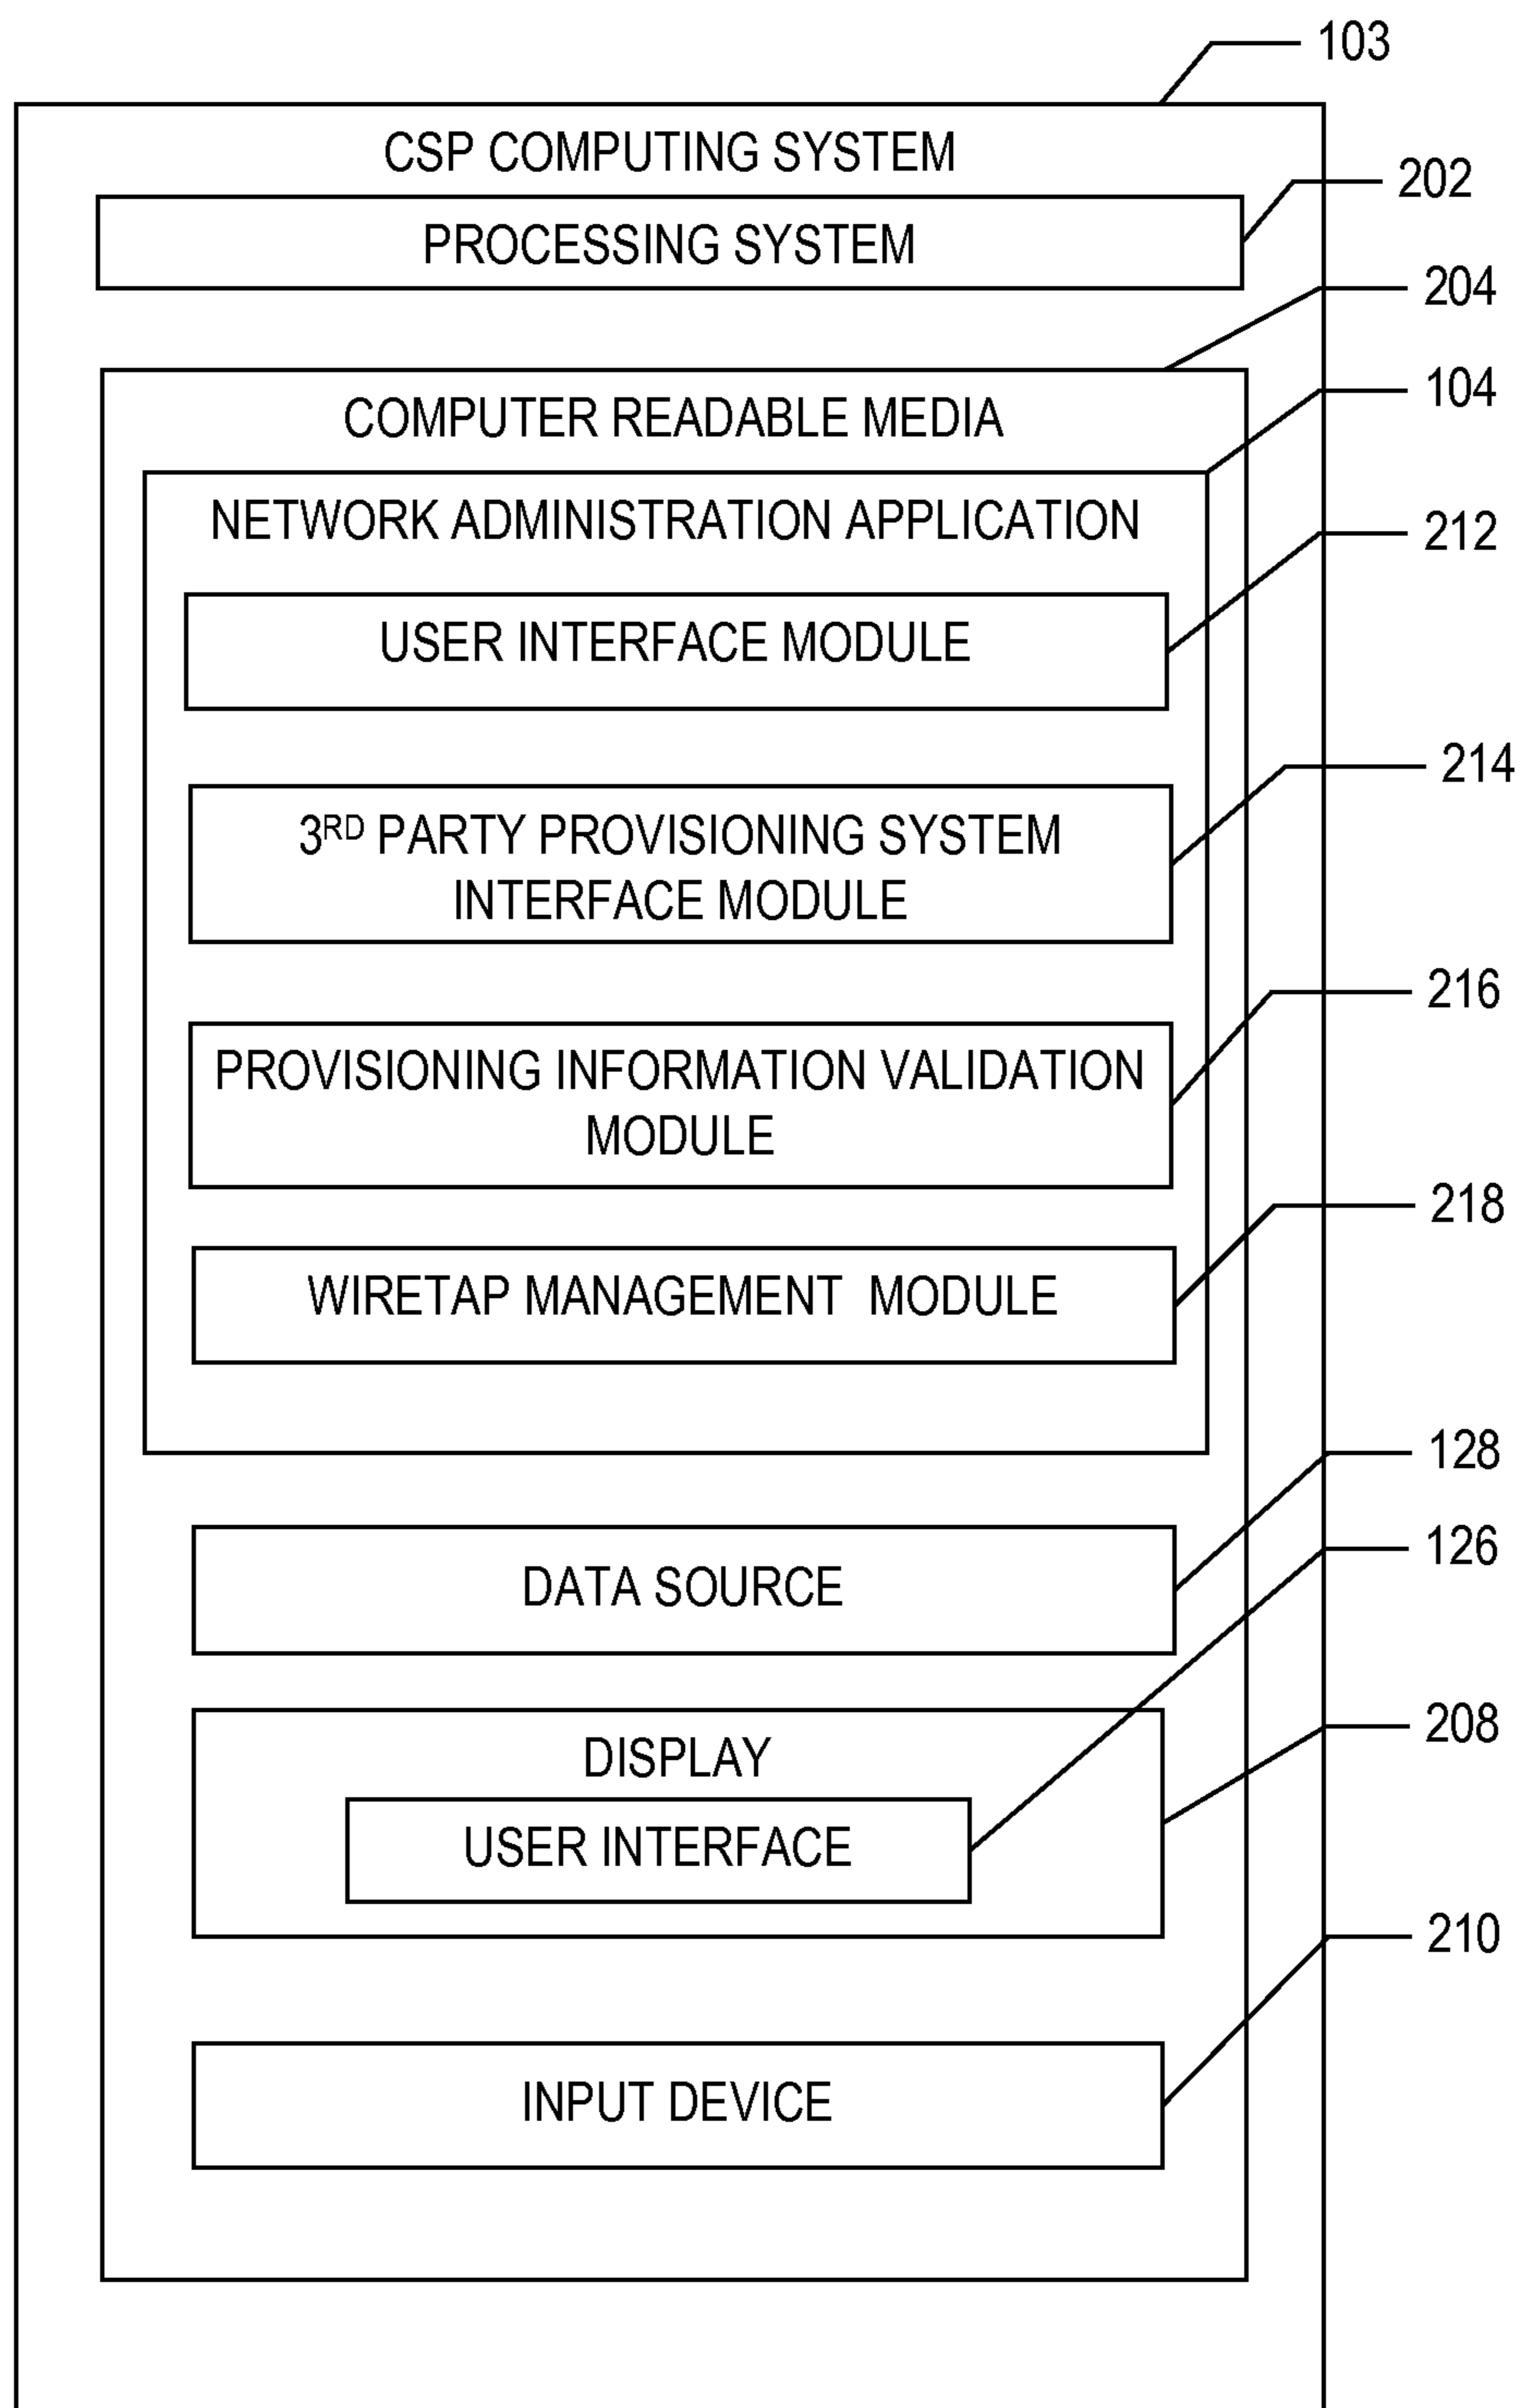 103
CSP COMPUTING SYSTEM
202
PROCESSING SYSTEM
204
104
COMPUTER READABLE MEDIA
NETWORK ADMINISTRATION APPLICATION
212
USER INTERFACE MODULE
214
3RD PARTY PROVISIONING SYSTEM
INTERFACE MODULE
216
PROVISIONING INFORMATION VALIDATION
MODULE
218
WIRETAP MANAGEMENT MODULE
128
126
DATA SOURCE
208
DISPLAY
USER INTERFACE
210
INPUT DEVICE